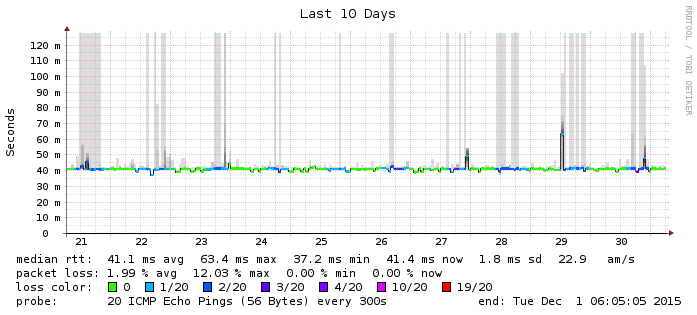 Last 10 Days
RRDTOOL / TOBI OETIKER
Seconds
120 m
110 m
100 m
90 m
80 m
70 m
60 m
50 m
40 m
30 m
20 m
10 m
0 m
21 22 23 24 25 26 27 28 29 30
median rtt: 41.1 ms avg 63.4 ms max 37.2 ms min 41.4 ms now 1.8 ms sd 22.9 am/s
packet loss: 1.99 % avg 12.03 % max 0.00 % min 0.00 % now
loss color: 0 1/20 2/20 3/20 4/20 10/20 19/20
probe: 20 ICMP Echo Pings (56 Bytes) every 300s end: Tue Dec 1 06:05:05 2015